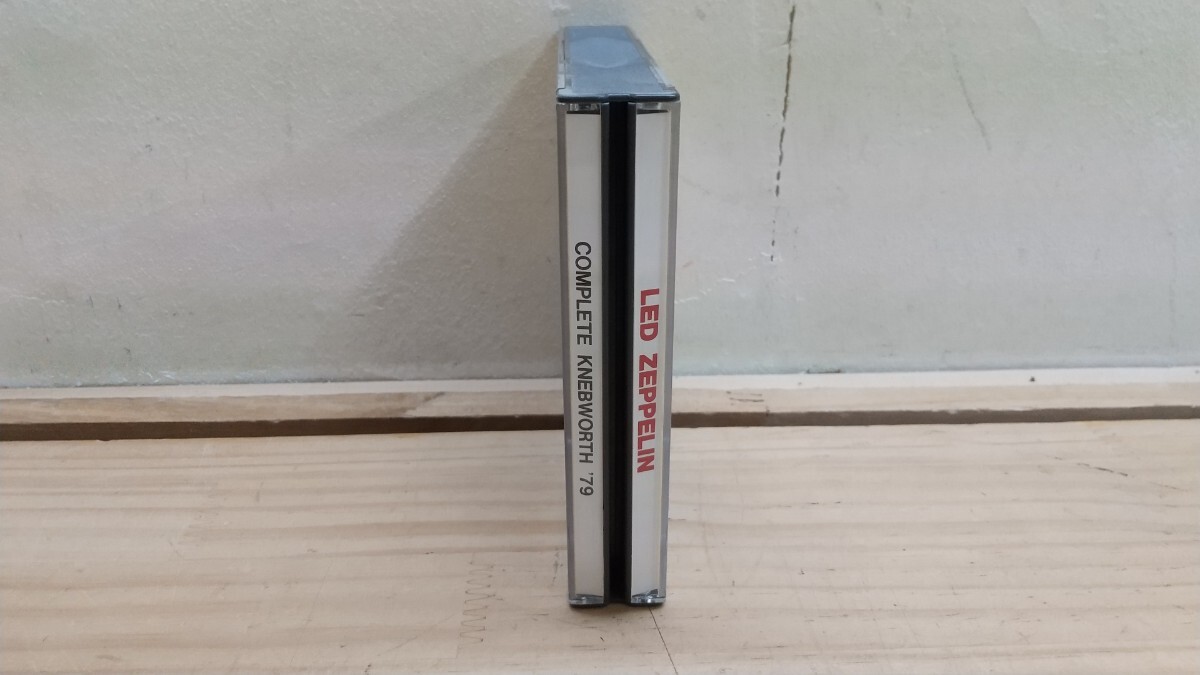 LED ZEPPELIN
COMPLETE KNEBWORTH '79